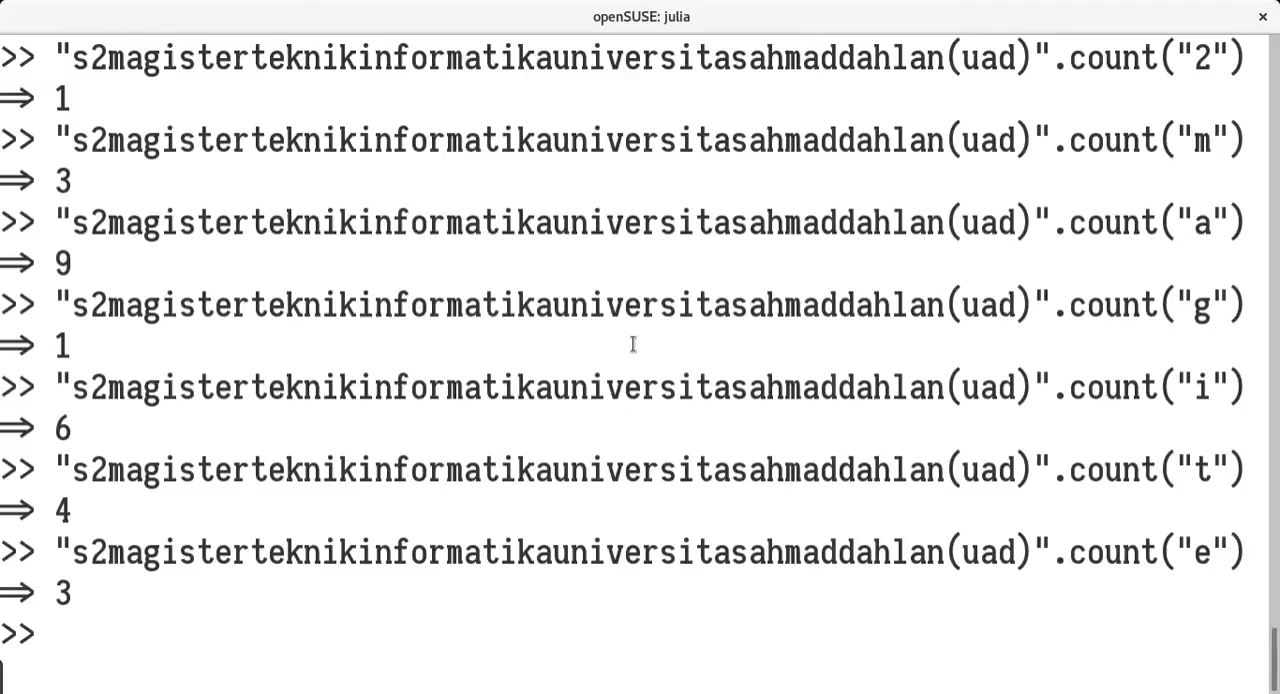 openSUSE: julia ×
>> "s2magisterteknikinformatikauniversitasahmaddahlan(uad)".count("2")
⇒ 1
>> "s2magisterteknikinformatikauniversitasahmaddahlan(uad)".count("m")
⇒ 3
>> "s2magisterteknikinformatikauniversitasahmaddahlan(uad)".count("a")
⇒ 9
>> "s2magisterteknikinformatikauniversitasahmaddahlan(uad)".count("g")
⇒ 1
>> "s2magisterteknikinformatikauniversitasahmaddahlan(uad)".count("i")
⇒ 6
>> "s2magisterteknikinformatikauniversitasahmaddahlan(uad)".count("t")
⇒ 4
>> "s2magisterteknikinformatikauniversitasahmaddahlan(uad)".count("e")
⇒ 3
>>